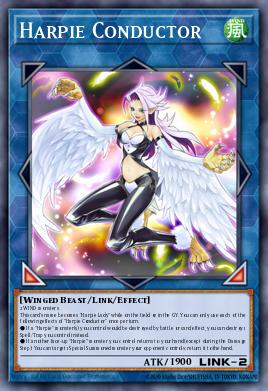 HARPIE CONDUCTOR
WIND
風
[WINGED BEAST/LINK/EFFECT]
2 WIND monsters
This card's name becomes "Harpie Lady" while on the field or in the GY. You can only use each of the
following effects of "Harpie Conductor" once per turn.
●If a "Harpie" monster(s) you control would be destroyed by battle or card effect, you can destroy 1
Spell/Trap you control instead.
●If another face-up "Harpie" monster you control returns to your hand (except during the Damage
Step): You can target 1 Special Summoned monster your opponent controls; return it to the hand.
ATK/1900 LINK-2